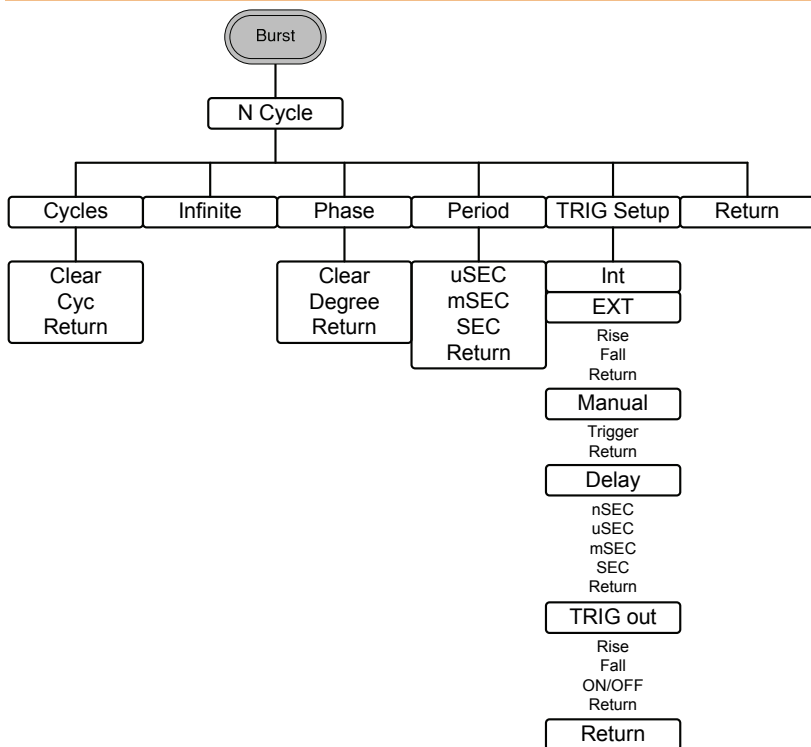 Burst
N Cycle
Cycles
Infinite
Phase
Period
TRIG Setup
Return
Clear
Cyc
Return
Clear
Degree
Return
uSEC
mSEC
SEC
Return
Int
EXT
Rise
Fall
Return
Manual
Trigger
Return
Delay
nSEC
uSEC
mSEC
SEC
Return
TRIG out
Rise
Fall
ON/OFF
Return
Return